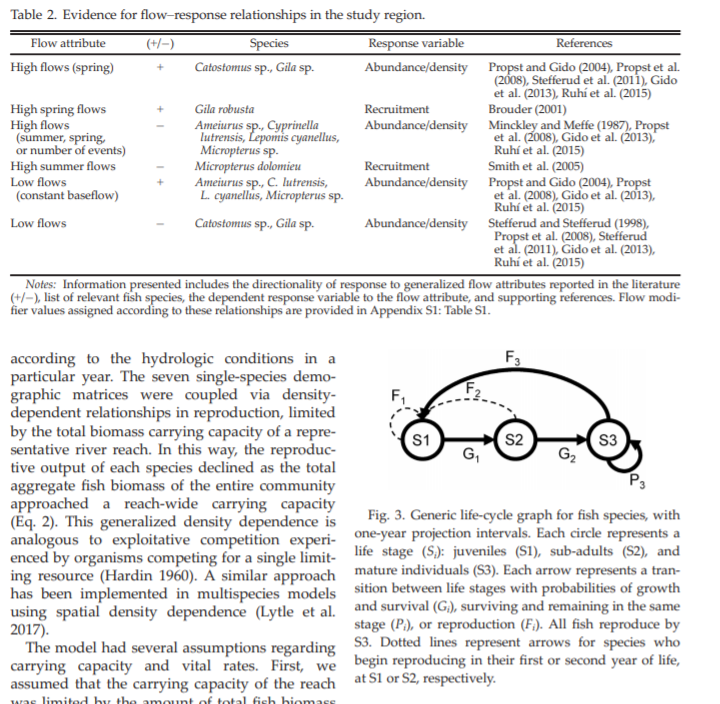 Table 2. Evidence for flow–response relationships in the study region.
Flow attribute (+/−) Species Response variable References
High flows (spring) + Catostomus sp., Gila sp. Abundance/density Propst and Gido (2004), Propst et al.
(2008), Stefferud et al. (2011), Gido
et al. (2013), Ruhí et al. (2015)
High spring flows + Gila robusta Recruitment Brouder (2001)
High flows − Ameiurus sp., Cyprinella Abundance/density Minckley and Meffe (1987), Propst
(summer, spring, lutrensis, Lepomis cyanellus, et al. (2008), Gido et al. (2013),
or number of events) Micropterus sp. Ruhí et al. (2015)
High summer flows − Micropterus dolomieu Recruitment Smith et al. (2005)
Low flows + Ameiurus sp., C. lutrensis, Abundance/density Propst and Gido (2004), Propst
(constant baseflow) L. cyanellus, Micropterus sp. et al. (2008), Gido et al. (2013),
Ruhí et al. (2015)
Low flows − Catostomus sp., Gila sp. Abundance/density Stefferud and Stefferud (1998),
Propst et al. (2008), Stefferud
et al. (2011), Gido et al. (2013),
Ruhí et al. (2015)
Notes: Information presented includes the directionality of response to generalized flow attributes reported in the literature
(+/−), list of relevant fish species, the dependent response variable to the flow attribute, and supporting references. Flow modi-
fier values assigned according to these relationships are provided in Appendix S1: Table S1.
according to the hydrologic conditions in a
particular year. The seven single-species demo-
graphic matrices were coupled via density-
dependent relationships in reproduction, limited
by the total biomass carrying capacity of a repre-
sentative river reach. In this way, the reproduc-
tive output of each species declined as the total
aggregate fish biomass of the entire community
approached a reach-wide carrying capacity
(Eq. 2). This generalized density dependence is
analogous to exploitative competition experi-
enced by organisms competing for a single limit-
ing resource (Hardin 1960). A similar approach
has been implemented in multispecies models
using spatial density dependence (Lytle et al.
2017).
The model had several assumptions regarding
carrying capacity and vital rates. First, we
assumed that the carrying capacity of the reach
was limited by the amount of total fish biomass
F3
F1 F2
S1 S2 S3
G1 G2
P3
Fig. 3. Generic life-cycle graph for fish species, with
one-year projection intervals. Each circle represents a
life stage (Si): juveniles (S1), sub-adults (S2), and
mature individuals (S3). Each arrow represents a tran-
sition between life stages with probabilities of growth
and survival (Gi), surviving and remaining in the same
stage (Pi), or reproduction (Fi). All fish reproduce by
S3. Dotted lines represent arrows for species who
begin reproducing in their first or second year of life,
at S1 or S2, respectively.